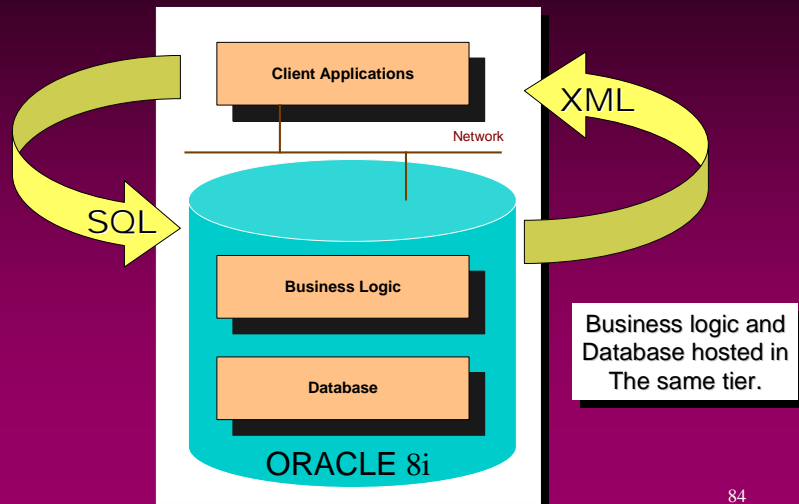 Client Applications
XML
Network
SQL
Business Logic
Business logic and
Database hosted in
The same tier.
Database
ORACLE 8i
84